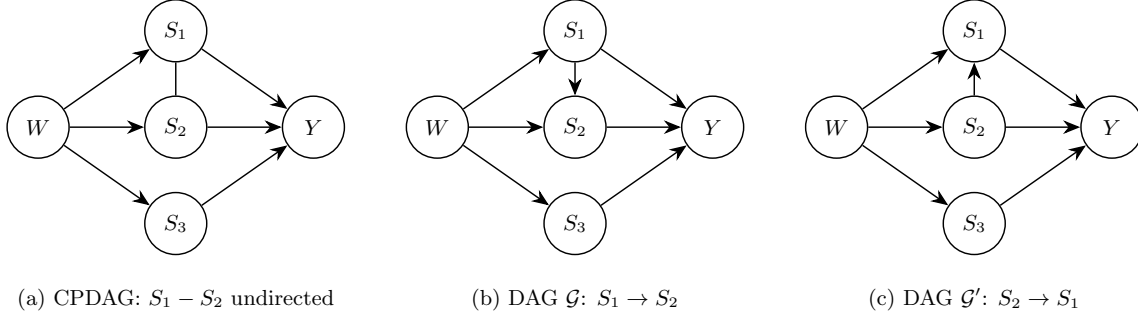 S₁ S₁ S₁
W S₂ Y W S₂ Y W S₂ Y
S₃ S₃ S₃
(a) CPDAG: S₁ − S₂ undirected (b) DAG 𝒢: S₁ → S₂ (c) DAG 𝒢′: S₂ → S₁